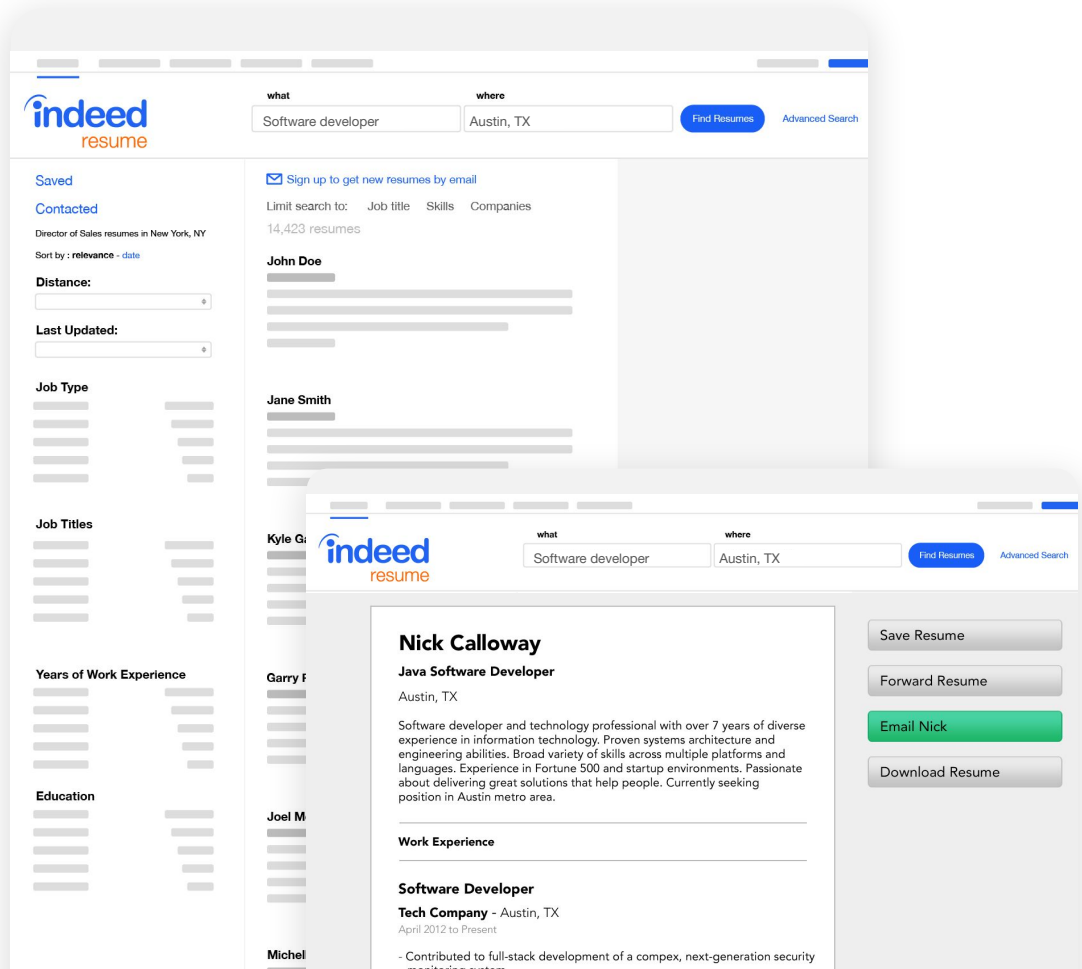 what
where
indeed
resume
Software developer
Austin, TX
Find Resumes
Advanced Search
Saved
Contacted
Director of Sales resumes in New York, NY
Sort by : relevance - date
Distance:
Last Updated:
Job Type
Job Titles
Years of Work Experience
Education
Sign up to get new resumes by email
Limit search to: Job title Skills Companies
14,423 resumes
John Doe
Jane Smith
Kyle
Garry
Joel
what
where
indeed
resume
Software developer
Austin, TX
Find Resumes
Advanced Search
Nick Calloway
Java Software Developer
Austin, TX
Software developer and technology professional with over 7 years of diverse
experience in information technology. Proven systems architecture and
engineering abilities. Broad variety of skills across multiple platforms and
languages. Experience in Fortune 500 and startup environments. Passionate
about delivering great solutions that help people. Currently seeking
position in Austin metro area.
Work Experience
Software Developer
Tech Company - Austin, TX
April 2012 to Present
- Contributed to full-stack development of a compex, next-generation security
monitoring system
Save Resume
Forward Resume
Email Nick
Download Resume